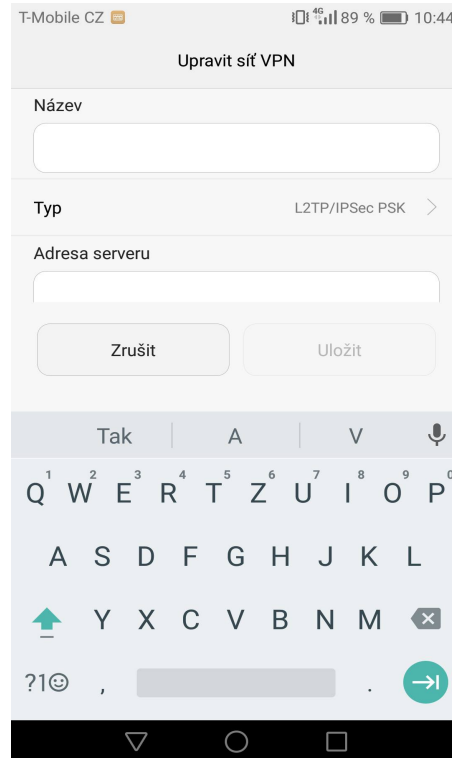 T-Mobile CZ 4G 89 % 10:44
Upravit síť VPN
Název
Typ L2TP/IPSec PSK
Adresa serveru
Zrušit Uložit
Tak A V
1 2 3 4 5 6 7 8 9 0
Q W E R T Z U I O P
A S D F G H J K L
Y X C V B N M
?1☺ , .